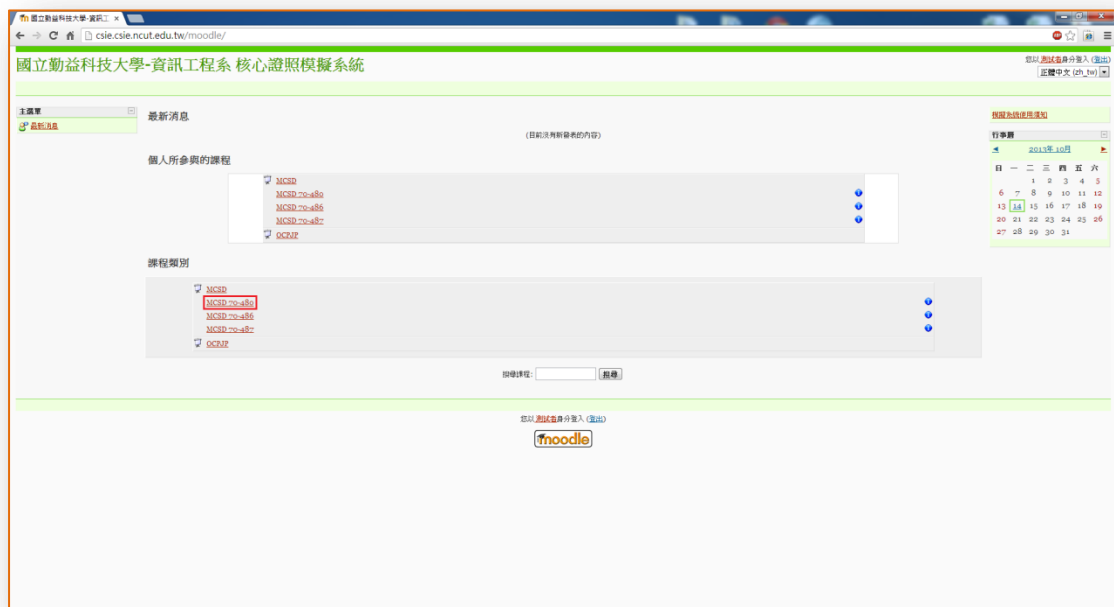 國立勤益科技大學-資訊工程系
csie.csie.ncut.edu.tw/moodle/
國立勤益科技大學-資訊工程系 核心證照模擬系統
您以 測試者身分登入 (登出)
正體中文 (zh_tw)
主選單
最新消息
最新消息
(目前沒有新發表的內容)
個人所參與的課程
MCSD
MCSD 70-480
MCSD 70-486
MCSD 70-487
OCPJP
課程類別
MCSD
MCSD 70-480
MCSD 70-486
MCSD 70-487
OCPJP
搜尋課程: 搜尋
模擬系統使用須知
行事曆
◄ 2013年 10月 ►
日 一 二 三 四 五 六
1 2 3 4 5
6 7 8 9 10 11 12
13 14 15 16 17 18 19
20 21 22 23 24 25 26
27 28 29 30 31
您以 測試者身分登入 (登出)
moodle